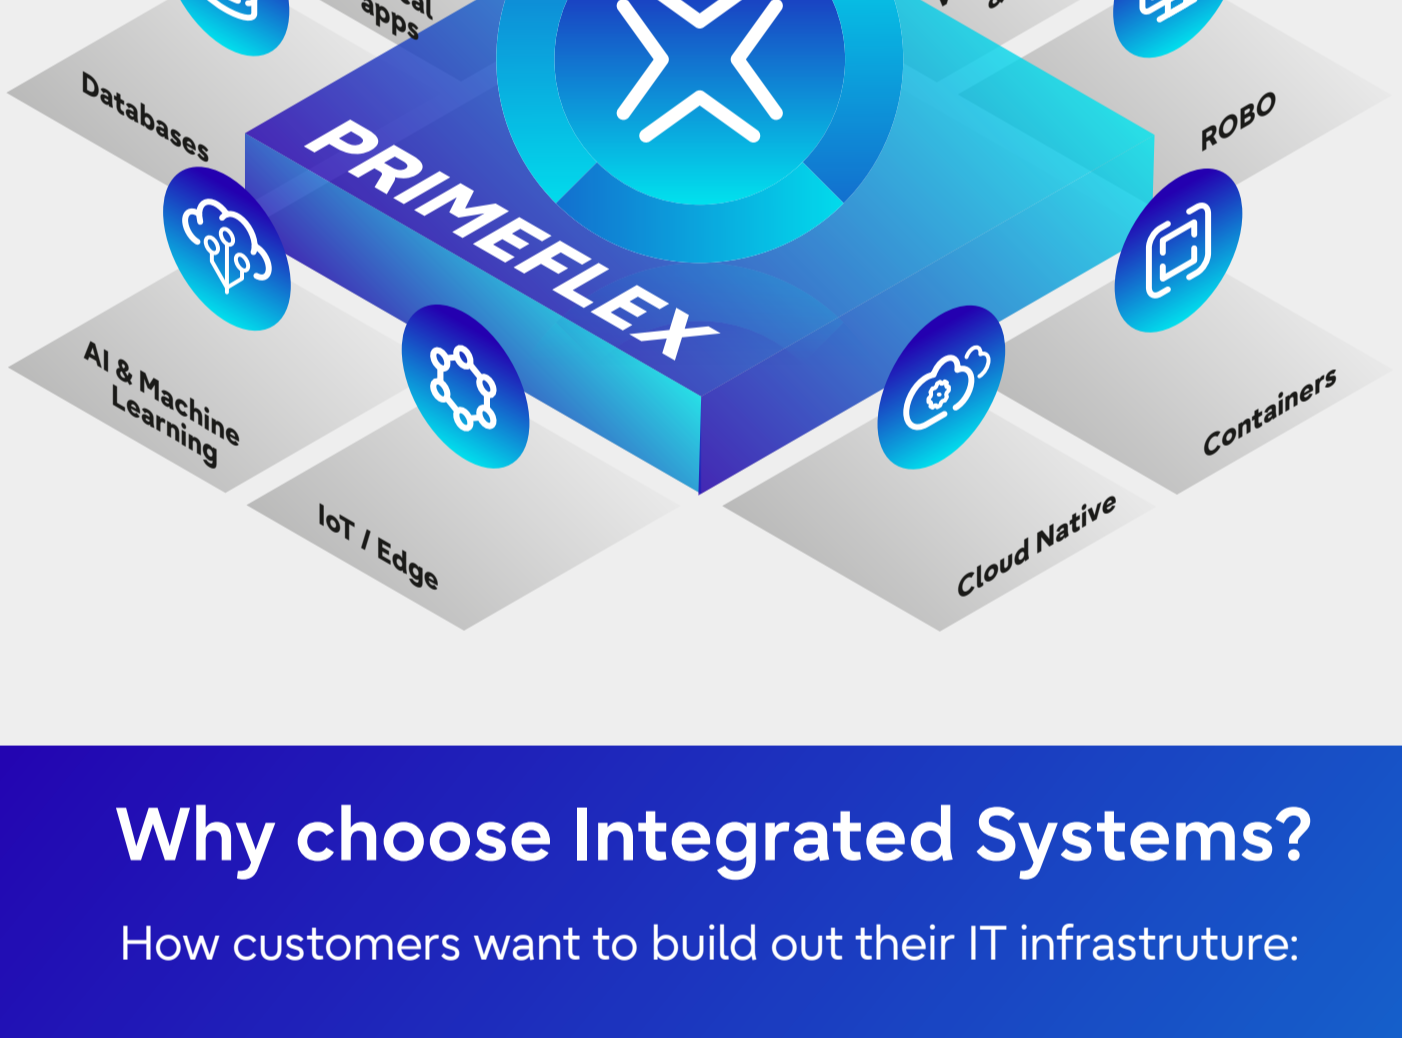 apps
Databases
ROBO
PRIMEFLEX
AI & Machine
Learning
Containers
IoT / Edge
Cloud Native
Why choose Integrated Systems?
How customers want to build out their IT infrastruture: